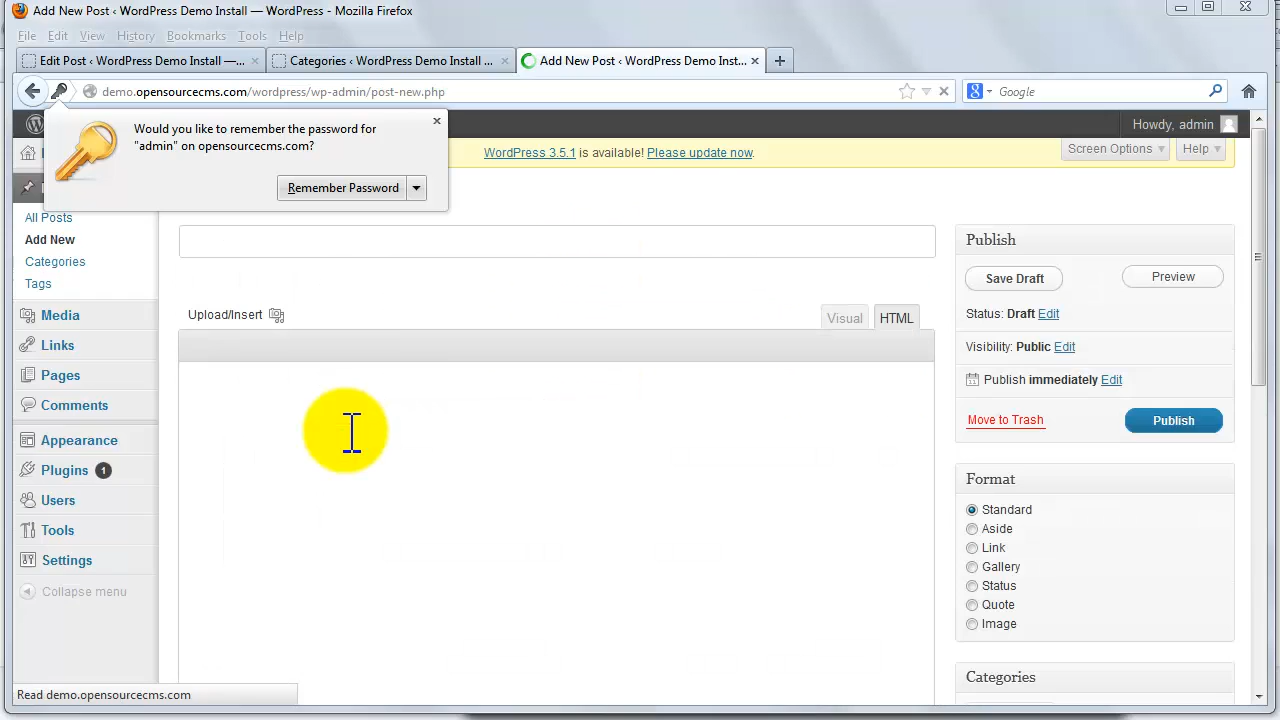 Add New Post ‹ WordPress Demo Install — WordPress - Mozilla Firefox
File Edit View History Bookmarks Tools Help
Edit Post ‹ WordPress Demo Install —...
Categories ‹ WordPress Demo Install ...
Add New Post ‹ WordPress Demo Inst...
demo.opensourcecms.com/wordpress/wp-admin/post-new.php
Google
Would you like to remember the password for
"admin" on opensourcecms.com?
Remember Password
Howdy, admin
WordPress 3.5.1 is available! Please update now.
Screen Options
Help
All Posts
Add New
Categories
Tags
Media
Links
Pages
Comments
Appearance
Plugins 1
Users
Tools
Settings
Collapse menu
Upload/Insert
Visual
HTML
Publish
Save Draft
Preview
Status: Draft Edit
Visibility: Public Edit
Publish immediately Edit
Move to Trash
Publish
Format
Standard
Aside
Link
Gallery
Status
Quote
Image
Categories
Read demo.opensourcecms.com